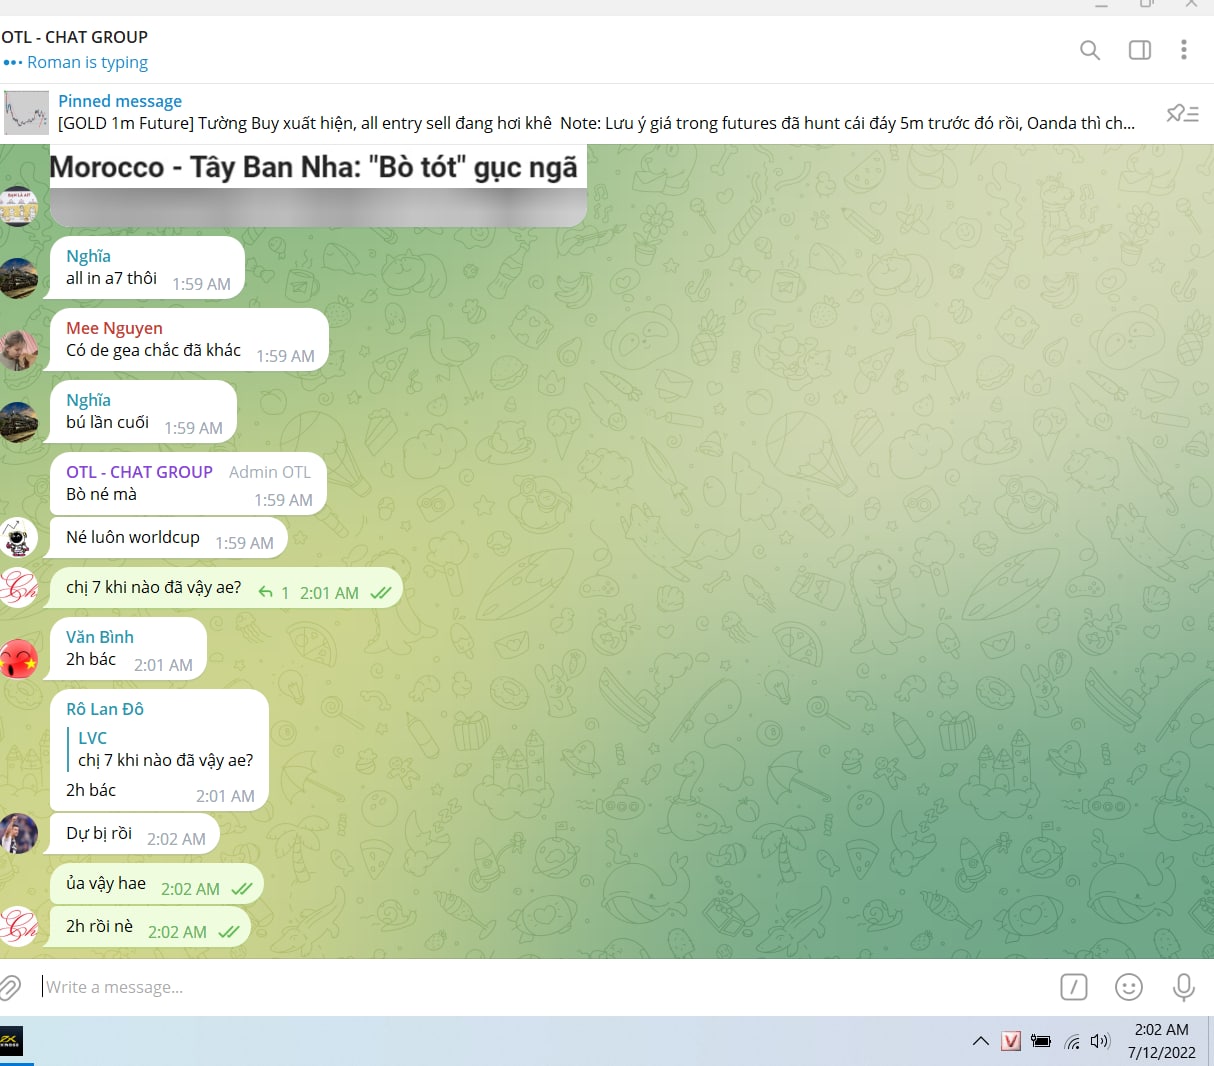 OTL - CHAT GROUP
Roman is typing
Pinned message
[GOLD 1m Future] Tường Buy xuất hiện, all entry sell đang hơi khê Note: Lưu ý giá trong futures đã hunt cái đáy 5m trước đó rồi, Oanda thì ch...
Morocco - Tây Ban Nha: "Bò tót" gục ngã
Nghĩa
all in a7 thôi 1:59 AM
Mee Nguyen
Có de gea chắc đã khác 1:59 AM
Nghĩa
bú lần cuối 1:59 AM
OTL - CHAT GROUP Admin OTL
Bò né mà 1:59 AM
Né luôn worldcup 1:59 AM
chị 7 khi nào đã vậy ae? 1 2:01 AM
Văn Bình
2h bác 2:01 AM
Rô Lan Đô
LVC
chị 7 khi nào đã vậy ae?
2h bác 2:01 AM
Dự bị rồi 2:02 AM
ủa vậy hae 2:02 AM
2h rồi nè 2:02 AM
Write a message...
2:02 AM
7/12/2022